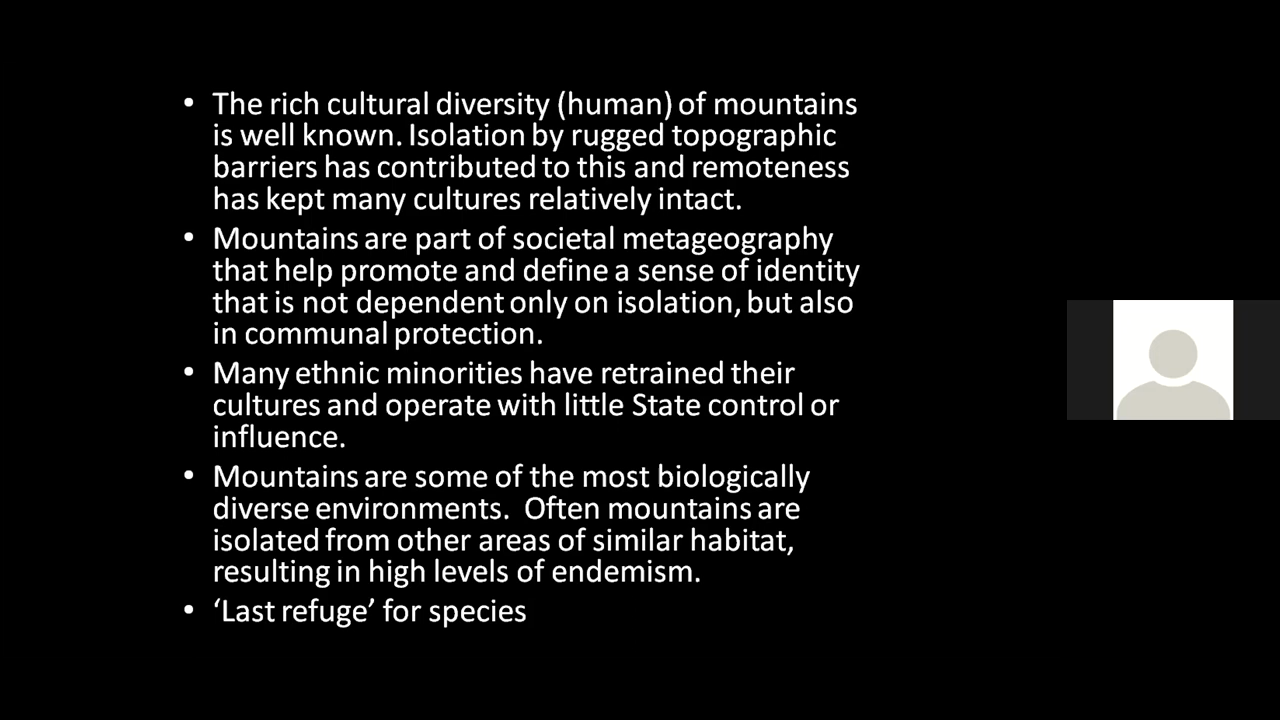 • The rich cultural diversity (human) of mountains
is well known. Isolation by rugged topographic
barriers has contributed to this and remoteness
has kept many cultures relatively intact.
• Mountains are part of societal metageography
that help promote and define a sense of identity
that is not dependent only on isolation, but also
in communal protection.
• Many ethnic minorities have retrained their
cultures and operate with little State control or
influence.
• Mountains are some of the most biologically
diverse environments.  Often mountains are
isolated from other areas of similar habitat,
resulting in high levels of endemism.
• ‘Last refuge’ for species